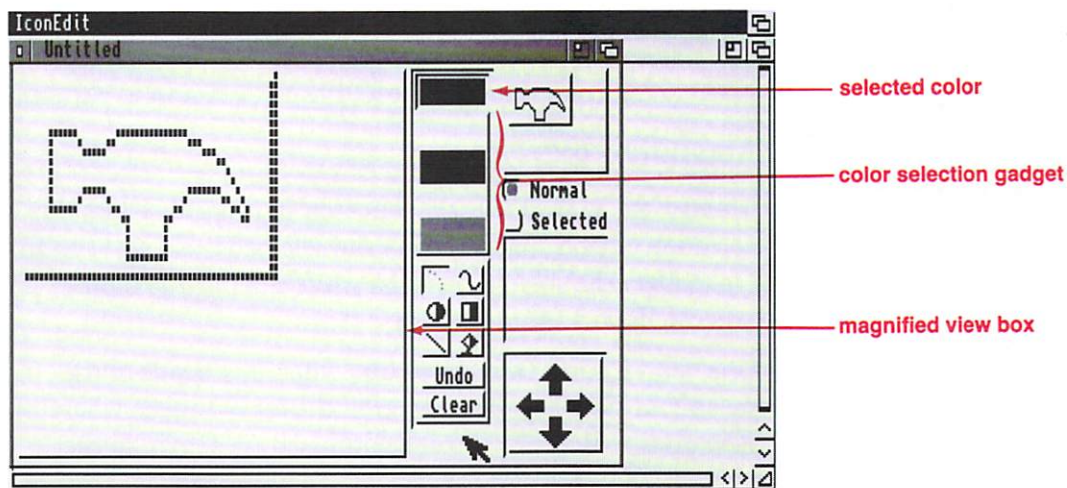 IconEdit
Untitled
selected color
color selection gadget
Normal
Selected
magnified view box
Undo
Clear